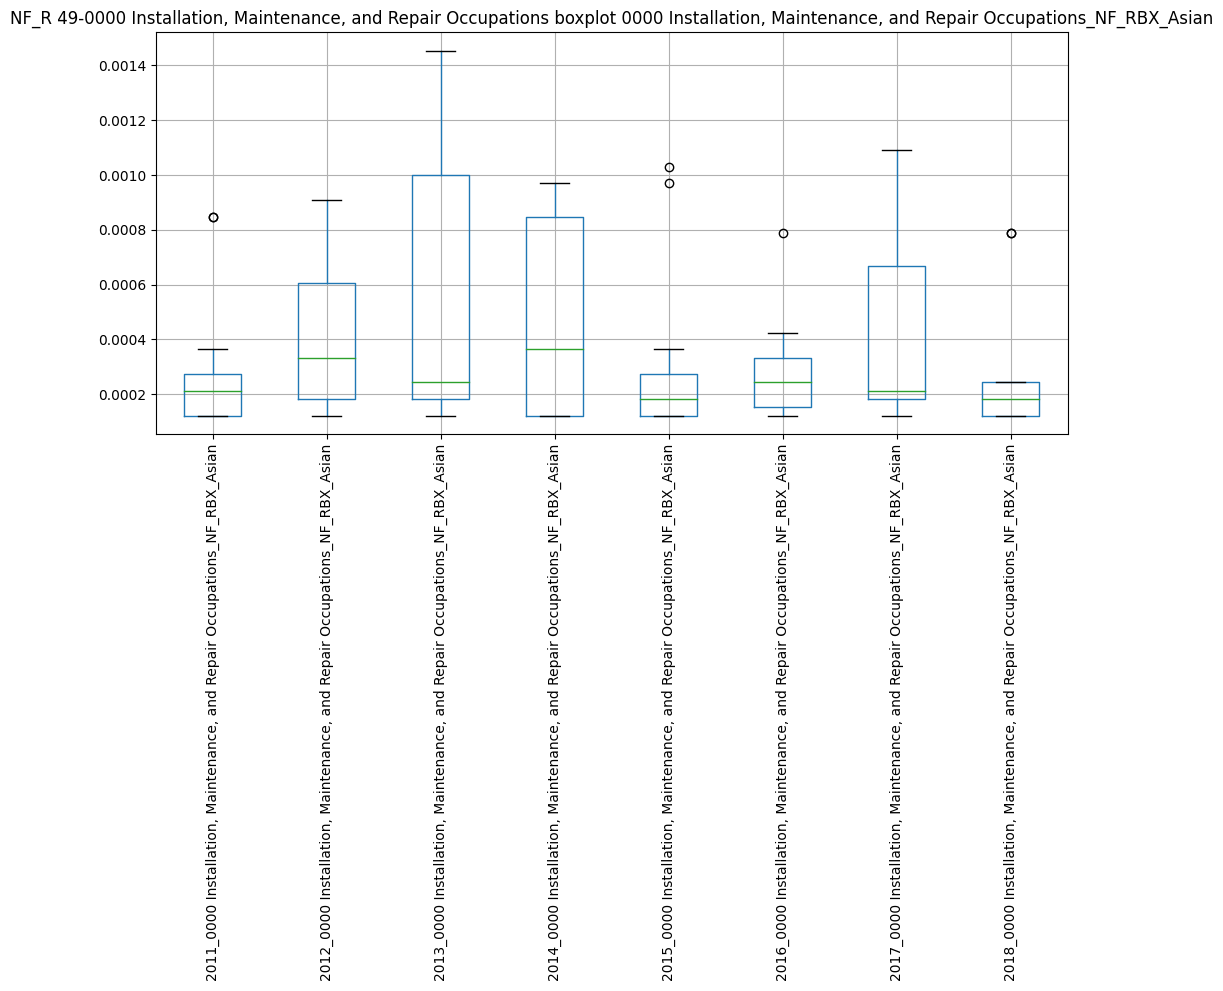 NF_R 49-0000 Installation, Maintenance, and Repair Occupations boxplot 0000 Installation, Maintenance, and Repair Occupations_NF_RBX_Asian
0.0014
0.0012
0.0010
0.0008
0.0006
0.0004
0.0002
2011_0000 Installation, Maintenance, and Repair Occupations_NF_RBX_Asian
2012_0000 Installation, Maintenance, and Repair Occupations_NF_RBX_Asian
2013_0000 Installation, Maintenance, and Repair Occupations_NF_RBX_Asian
2014_0000 Installation, Maintenance, and Repair Occupations_NF_RBX_Asian
2015_0000 Installation, Maintenance, and Repair Occupations_NF_RBX_Asian
2016_0000 Installation, Maintenance, and Repair Occupations_NF_RBX_Asian
2017_0000 Installation, Maintenance, and Repair Occupations_NF_RBX_Asian
2018_0000 Installation, Maintenance, and Repair Occupations_NF_RBX_Asian